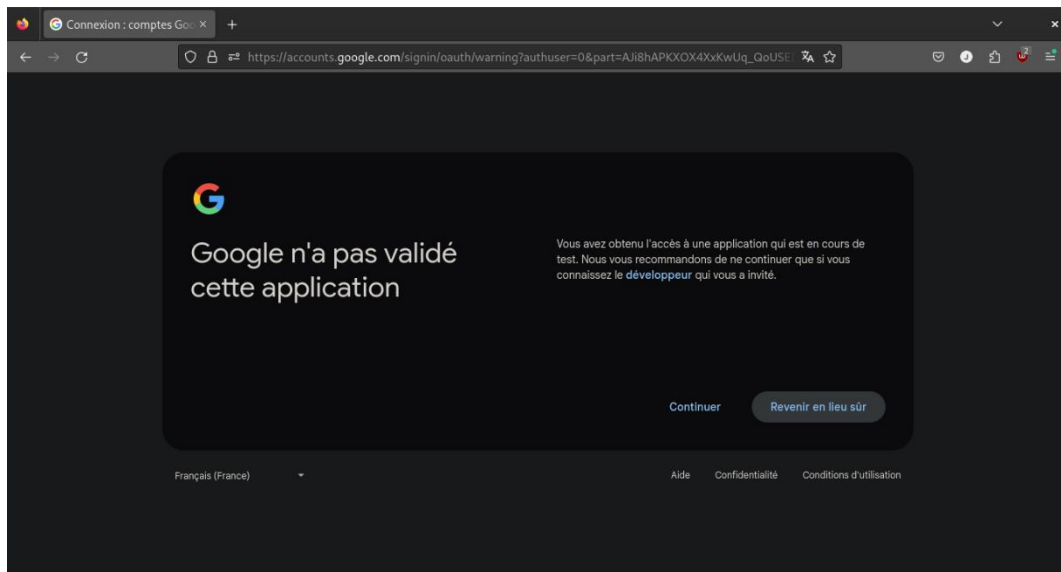 Connexion : comptes Goo
https://accounts.google.com/signin/oauth/warning?authuser=0&part=AJi8hAPKXOX4XxKwUq_QoUSE
2
Google n'a pas validé
cette application
Vous avez obtenu l'accès à une application qui est en cours de
test. Nous vous recommandons de ne continuer que si vous
connaissez le développeur qui vous a invité.
Continuer
Revenir en lieu sûr
Français (France)
Aide
Confidentialité
Conditions d'utilisation